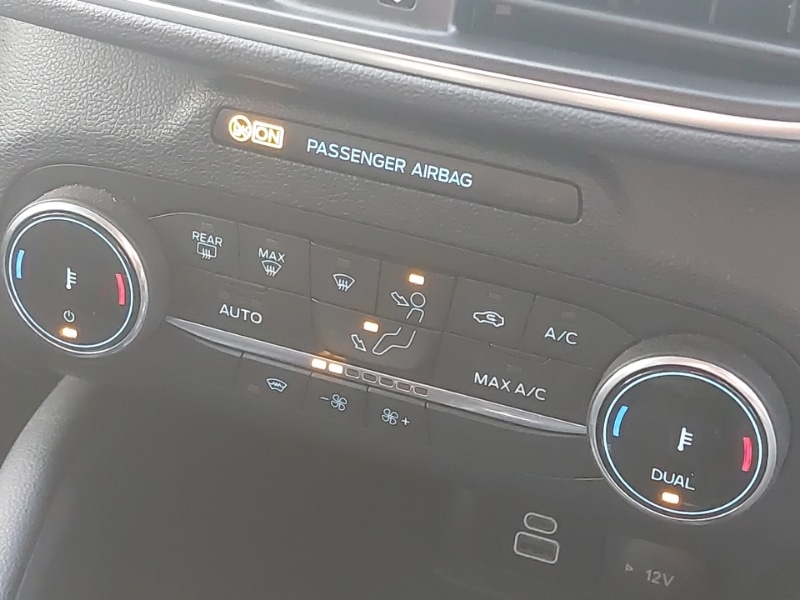 ON PASSENGER AIRBAG
REAR
MAX
AUTO
A/C
MAX A/C
- +
DUAL
12V